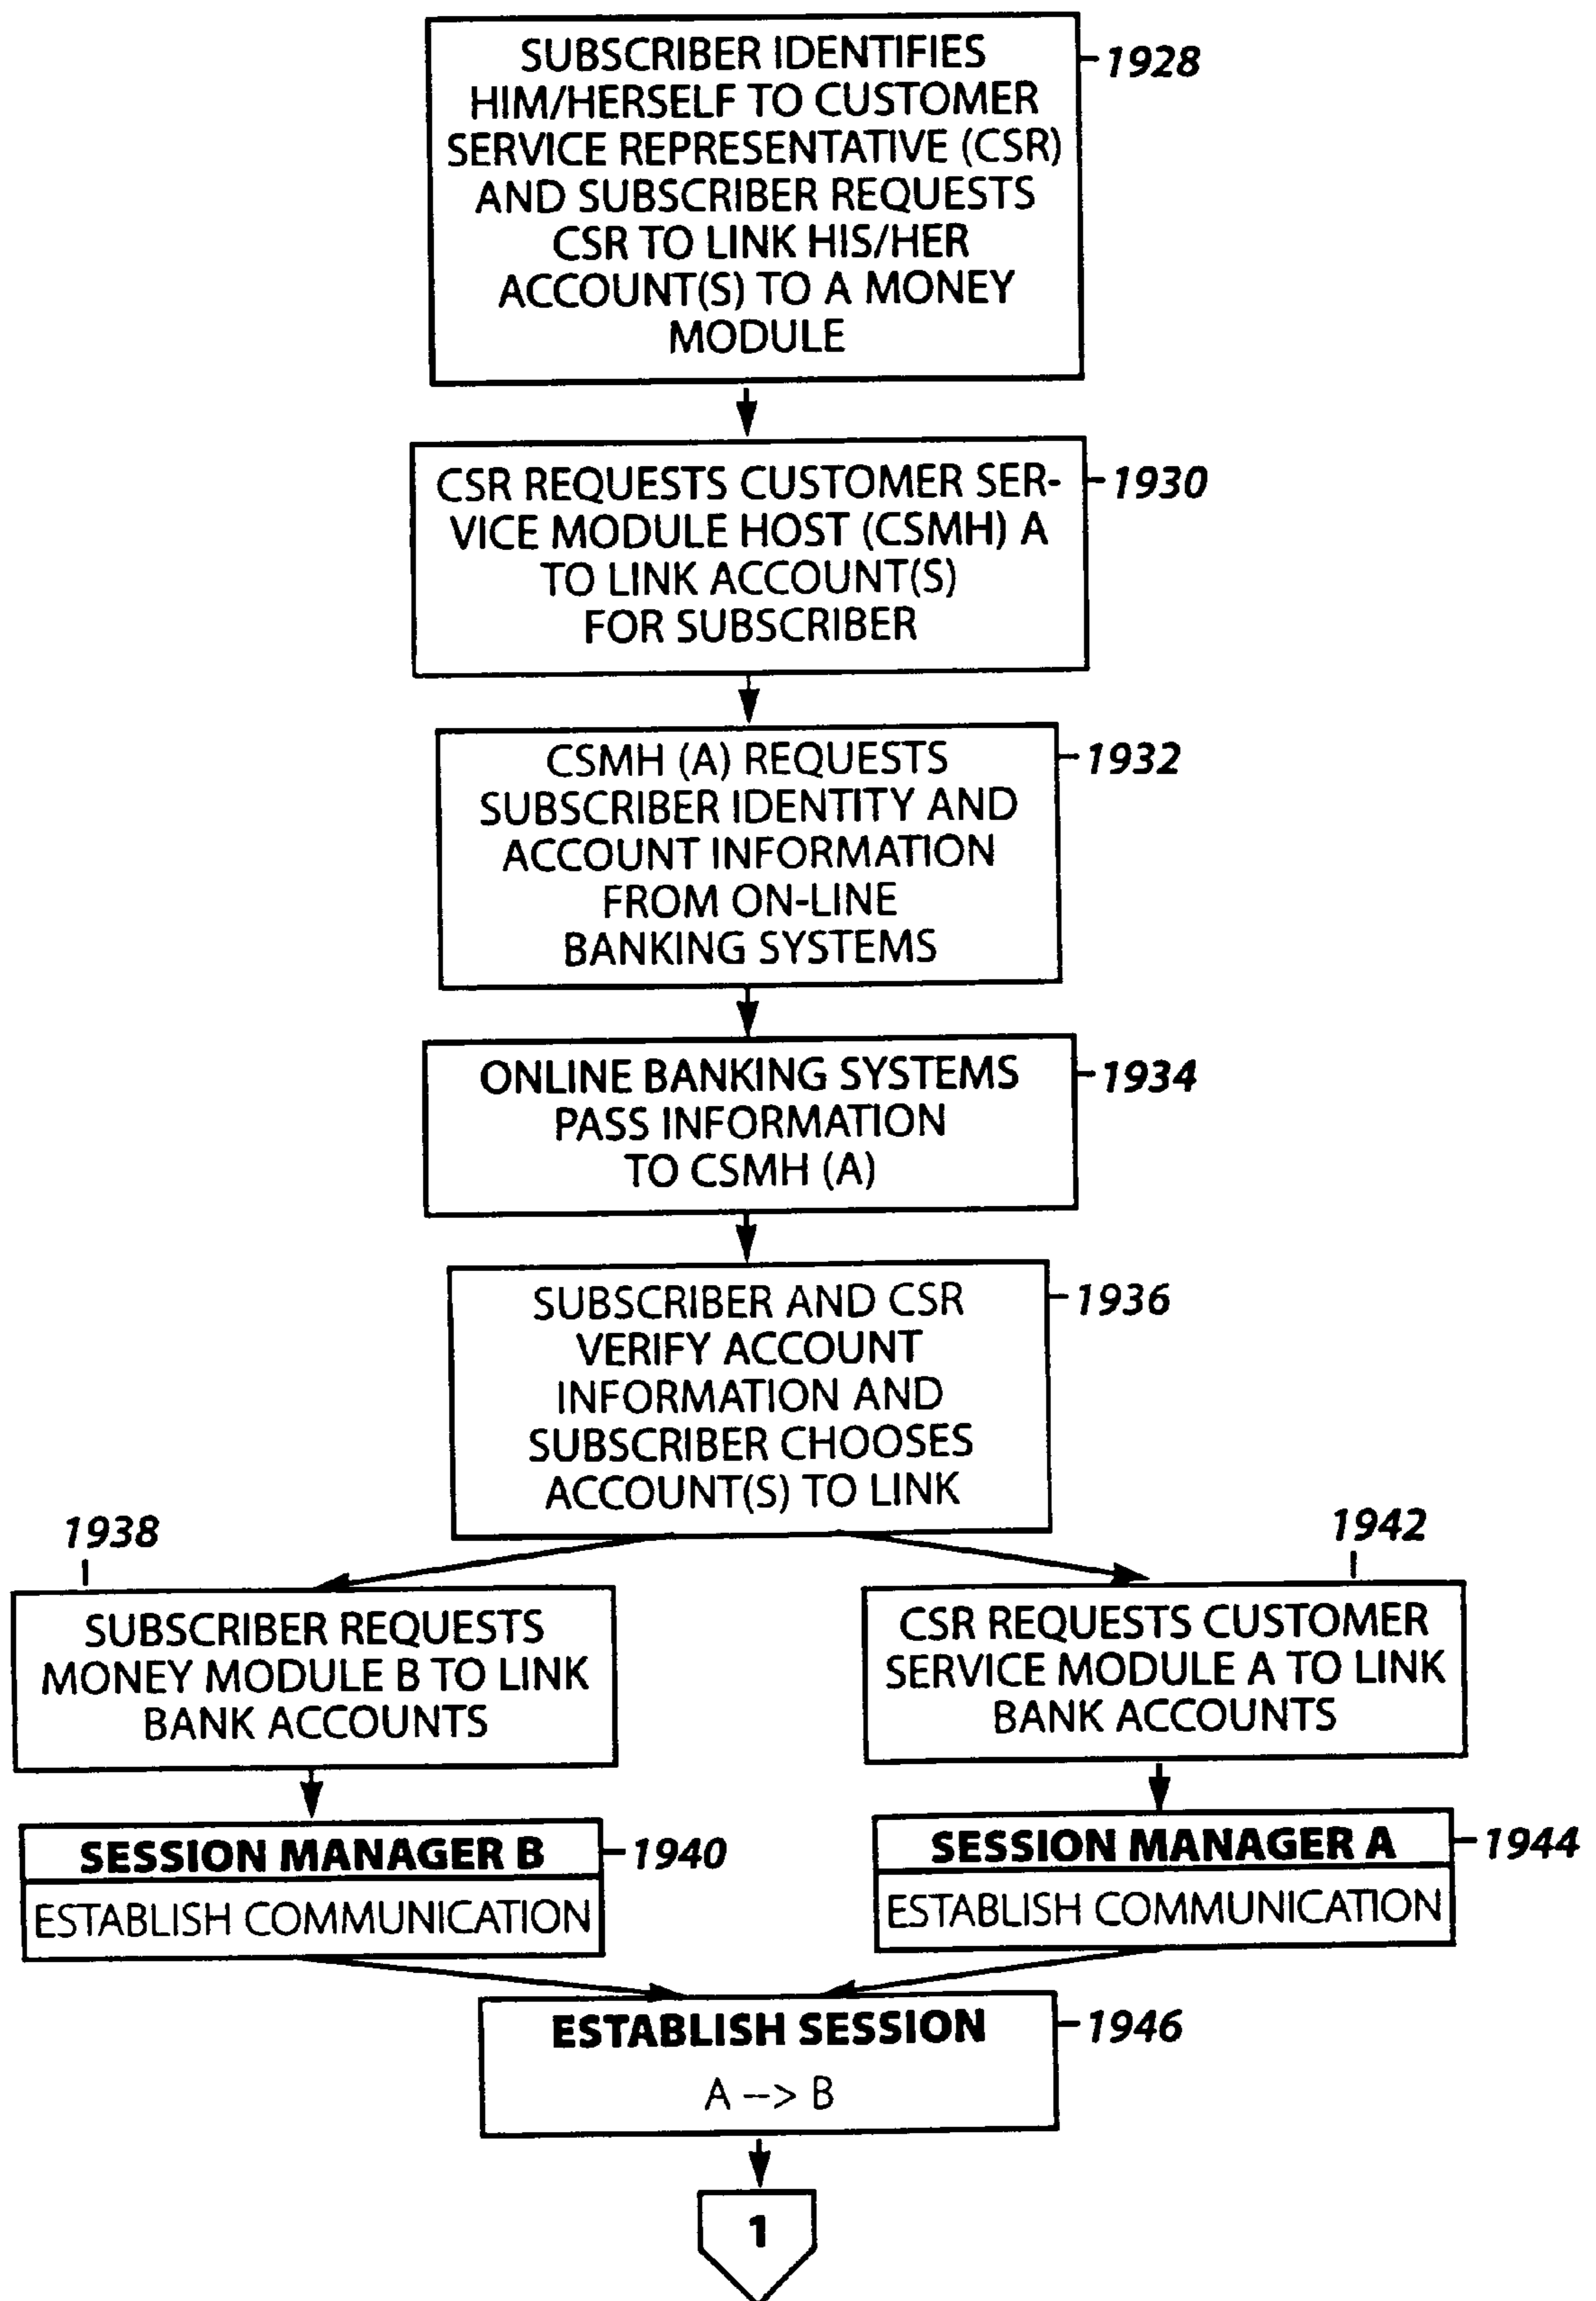 SUBSCRIBER IDENTIFIES
HIM/HERSELF TO CUSTOMER
SERVICE REPRESENTATIVE (CSR)
AND SUBSCRIBER REQUESTS
CSR TO LINK HIS/HER
ACCOUNT(S) TO A MONEY
MODULE
1928
CSR REQUESTS CUSTOMER SER-
VICE MODULE HOST (CSMH) A
TO LINK ACCOUNT(S)
FOR SUBSCRIBER
1930
CSMH (A) REQUESTS
SUBSCRIBER IDENTITY AND
ACCOUNT INFORMATION
FROM ON-LINE
BANKING SYSTEMS
1932
ONLINE BANKING SYSTEMS
PASS INFORMATION
TO CSMH (A)
1934
SUBSCRIBER AND CSR
VERIFY ACCOUNT
INFORMATION AND
SUBSCRIBER CHOOSES
ACCOUNT(S) TO LINK
1936
1938
SUBSCRIBER REQUESTS
MONEY MODULE B TO LINK
BANK ACCOUNTS
1942
CSR REQUESTS CUSTOMER
SERVICE MODULE A TO LINK
BANK ACCOUNTS
SESSION MANAGER B
1940
ESTABLISH COMMUNICATION
SESSION MANAGER A
1944
ESTABLISH COMMUNICATION
ESTABLISH SESSION
1946
A --> B
1